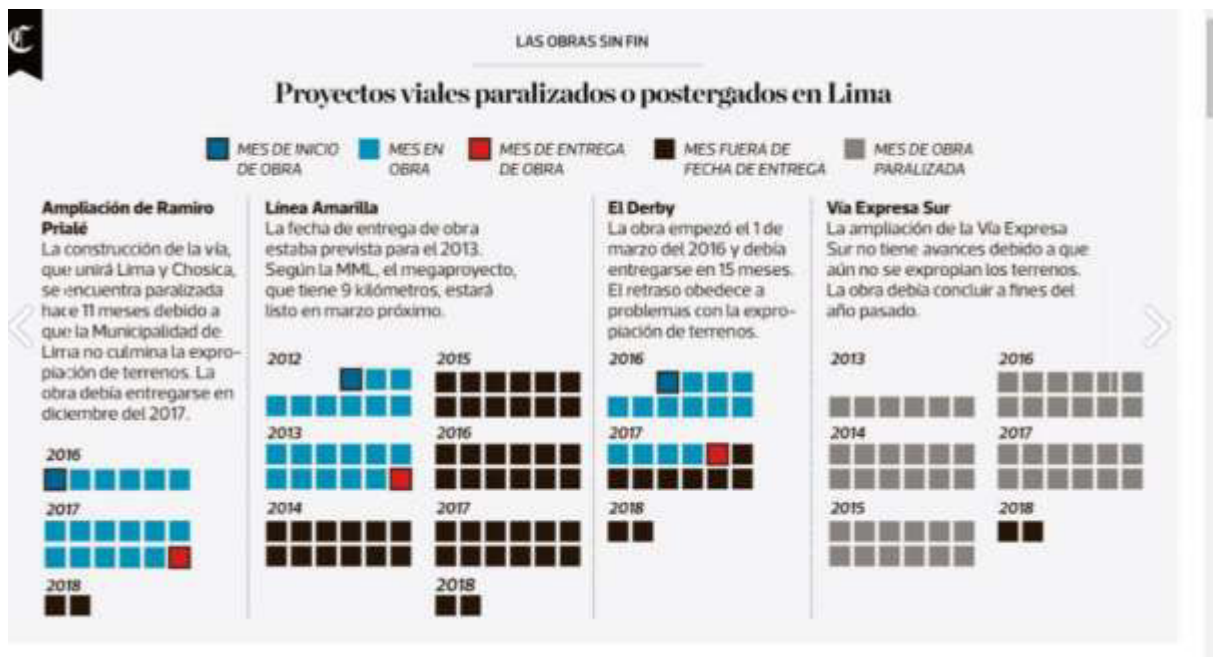 C
LAS OBRAS SIN FIN
Proyectos viales paralizados o postergados en Lima
MES DE INICIO
DE OBRA
MES EN
OBRA
MES DE ENTREGA
DE OBRA
MES FUERA DE
FECHA DE ENTREGA
MES DE OBRA
PARALIZADA
Ampliación de Ramiro
Prialé
La construcción de la vía,
que unirá Lima y Chosica,
se encuentra paralizada
hace 11 meses debido a
que la Municipalidad de
Lima no culmina la expro-
piación de terrenos. La
obra debía entregarse en
diciembre del 2017.
2016
2017
2018
Línea Amarilla
La fecha de entrega de obra
estaba prevista para el 2013.
Según la MML, el megaproyecto,
que tiene 9 kilómetros, estará
listo en marzo próximo.
2012
2015
2013
2016
2014
2017
2018
El Derby
La obra empezó el 1 de
marzo del 2016 y debía
entregarse en 15 meses.
El retraso obedece a
problemas con la expro-
piación de terrenos.
2016
2017
2018
Vía Expresa Sur
La ampliación de la Vía Expresa
Sur no tiene avances debido a que
aún no se expropian los terrenos.
La obra debía concluir a fines del
año pasado.
2013
2016
2014
2017
2015
2018